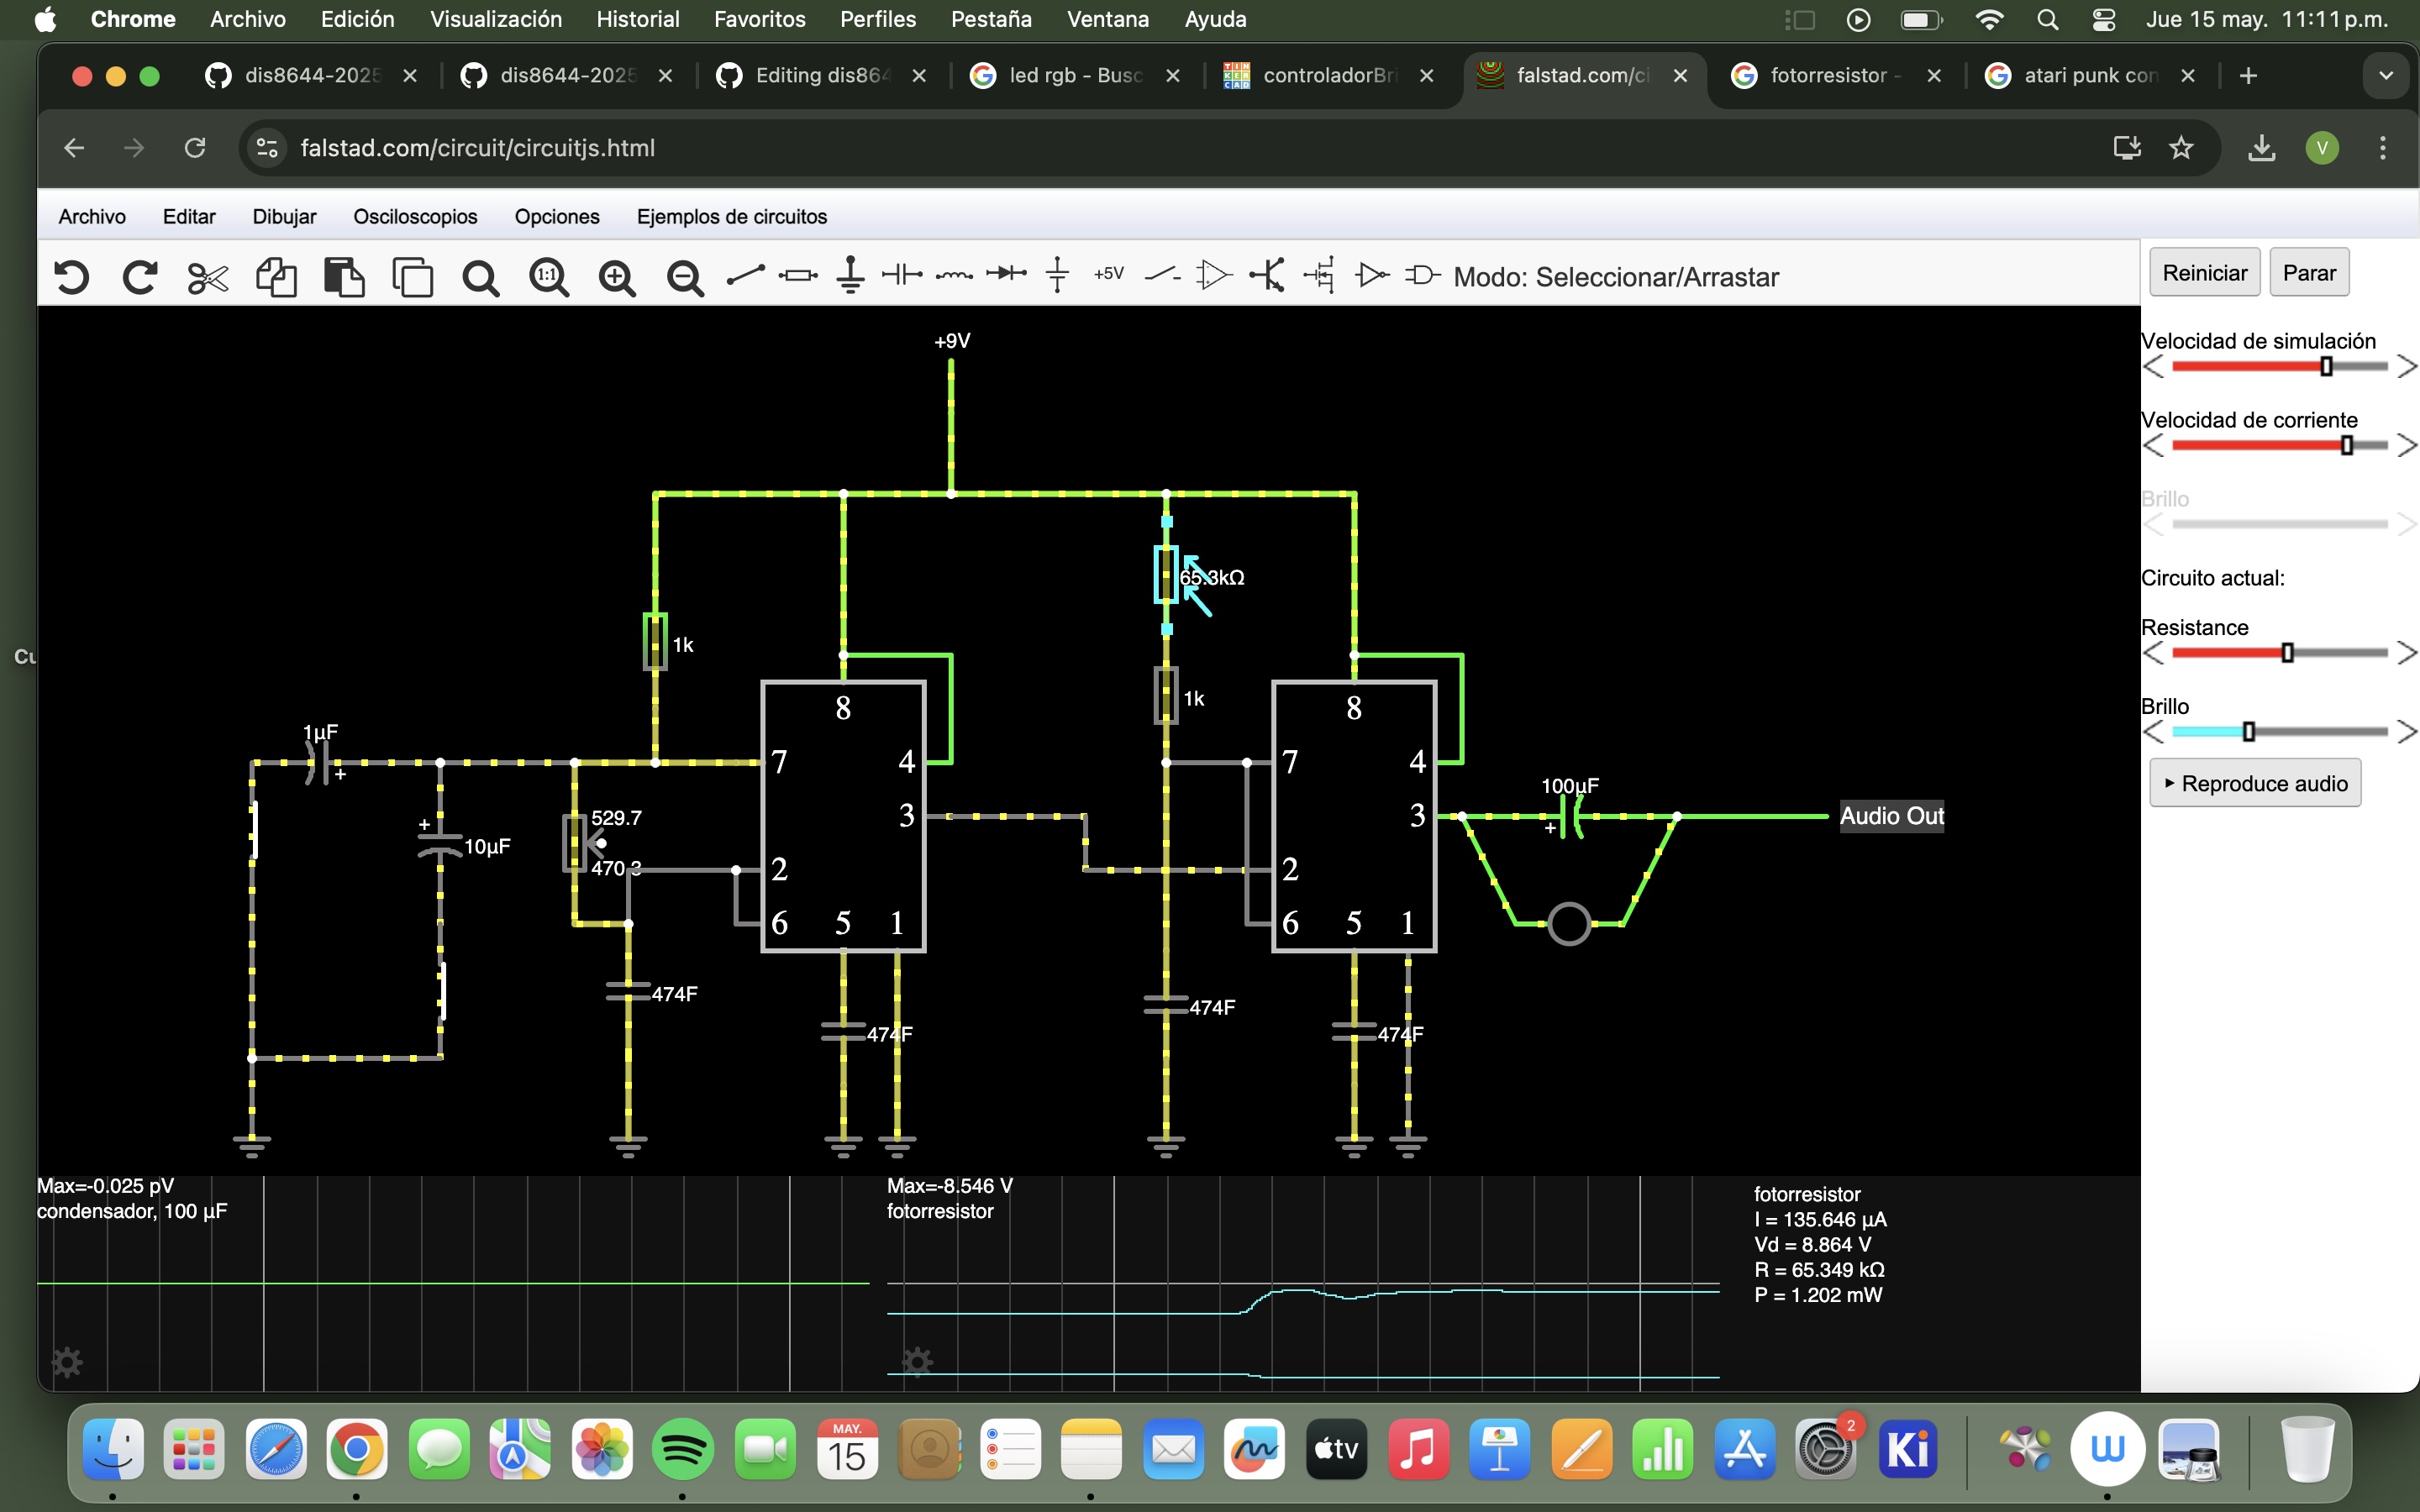 Chrome Archivo Edición Visualización Historial Favoritos Perfiles Pestaña Ventana Ayuda Jue 15 may. 11:11 p.m.
dis8644-2025 dis8644-2025 Editing dis864 led rgb - Busc controladorBri falstad.com/ci fotorresistor - atari punk con
falstad.com/circuit/circuitjs.html V
Archivo Editar Dibujar Osciloscopios Opciones Ejemplos de circuitos
1:1 +5V Modo: Seleccionar/Arrastar
Reiniciar Parar
Velocidad de simulación
Velocidad de corriente
Brillo
Circuito actual:
Resistance
Brillo
Reproduce audio
+9V
65.3kΩ
1k
1k
8
8
1µF
+
7
4
7
4
100µF
+
529.7
3
3
Audio Out
+
10µF
470.3
2
2
6 5 1
6 5 1
474F
474F
474F
474F
Max=-0.025 pV
condensador, 100 µF
Max=-8.546 V
fotorresistor
fotorresistor
I = 135.646 µA
Vd = 8.864 V
R = 65.349 kΩ
P = 1.202 mW
MAY.
15
tv
2
Ki